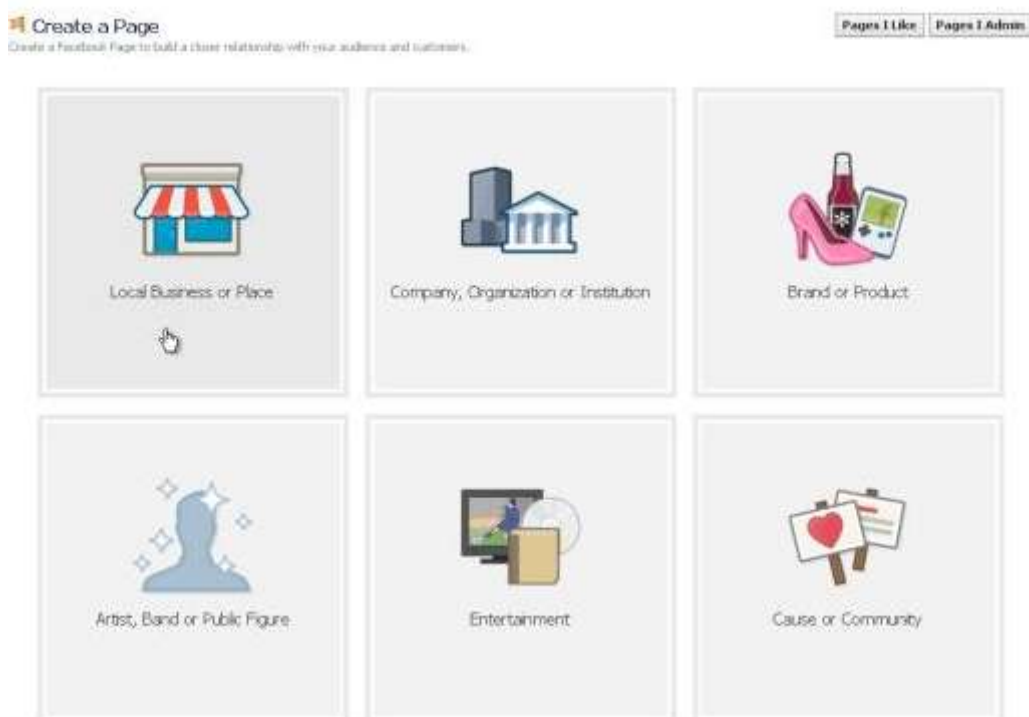 Create a Page
Pages I Like
Pages I Admin
Create a Facebook Page to build a closer relationship with your audience and customers.
Local Business or Place
Company, Organization or Institution
Brand or Product
Artist, Band or Public Figure
Entertainment
Cause or Community